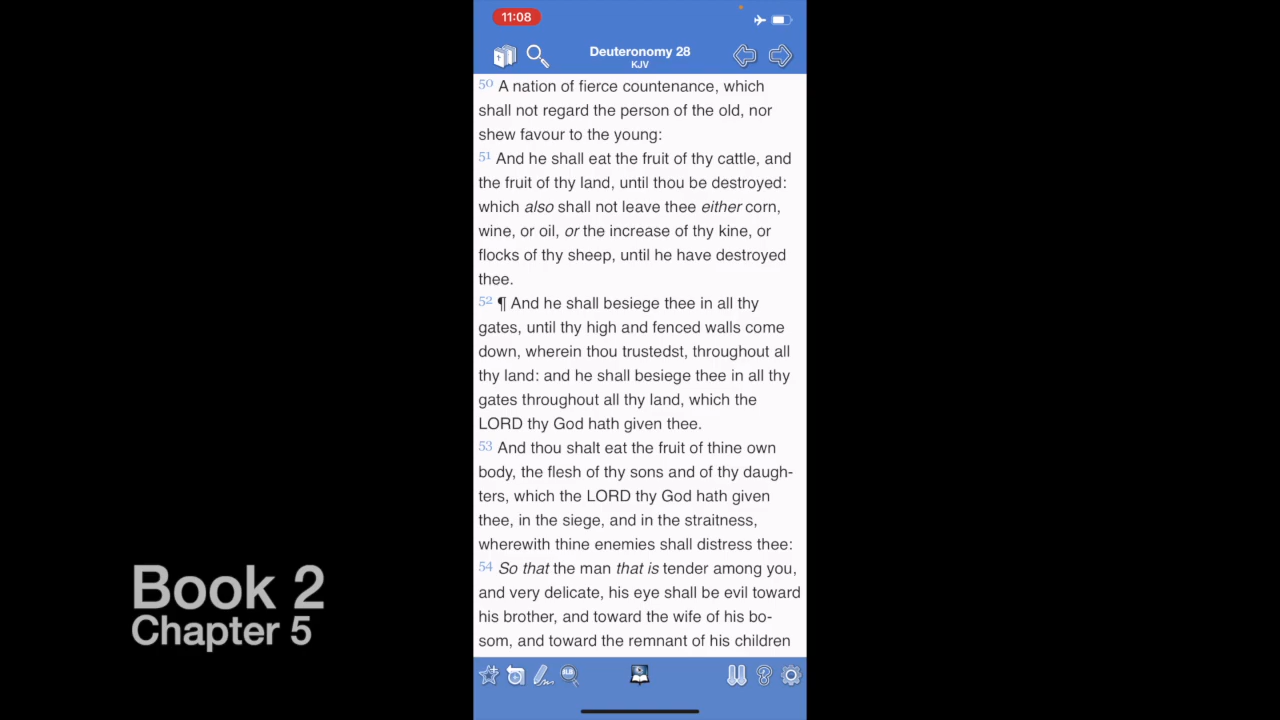 11:08
Deuteronomy 28
KJV
50 A nation of fierce countenance, which
shall not regard the person of the old, nor
shew favour to the young:
51 And he shall eat the fruit of thy cattle, and
the fruit of thy land, until thou be destroyed:
which also shall not leave thee either corn,
wine, or oil, or the increase of thy kine, or
flocks of thy sheep, until he have destroyed
thee.
52 ¶ And he shall besiege thee in all thy
gates, until thy high and fenced walls come
down, wherein thou trustedst, throughout all
thy land: and he shall besiege thee in all thy
gates throughout all thy land, which the
LORD thy God hath given thee.
53 And thou shalt eat the fruit of thine own
body, the flesh of thy sons and of thy daugh-
ters, which the LORD thy God hath given
thee, in the siege, and in the straitness,
wherewith thine enemies shall distress thee:
54 So that the man that is tender among you,
and very delicate, his eye shall be evil toward
his brother, and toward the wife of his bo-
som, and toward the remnant of his children
Book 2
Chapter 5